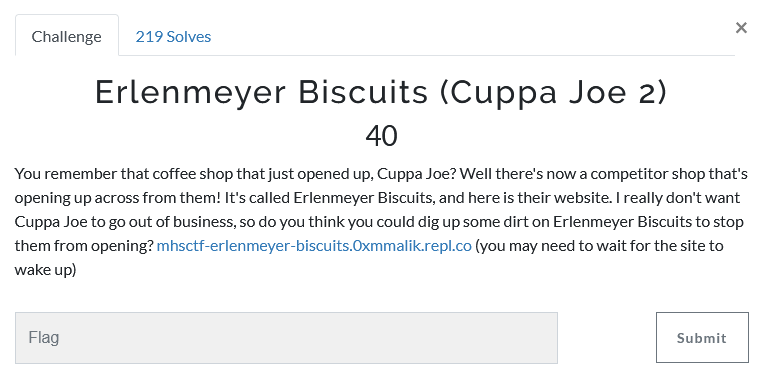 Challenge
219 Solves
×
Erlenmeyer Biscuits (Cuppa Joe 2)
40
You remember that coffee shop that just opened up, Cuppa Joe? Well there's now a competitor shop that's
opening up across from them! It's called Erlenmeyer Biscuits, and here is their website. I really don't want
Cuppa Joe to go out of business, so do you think you could dig up some dirt on Erlenmeyer Biscuits to stop
them from opening? mhsctf-erlenmeyer-biscuits.0xmmalik.repl.co (you may need to wait for the site to
wake up)
Flag
Submit